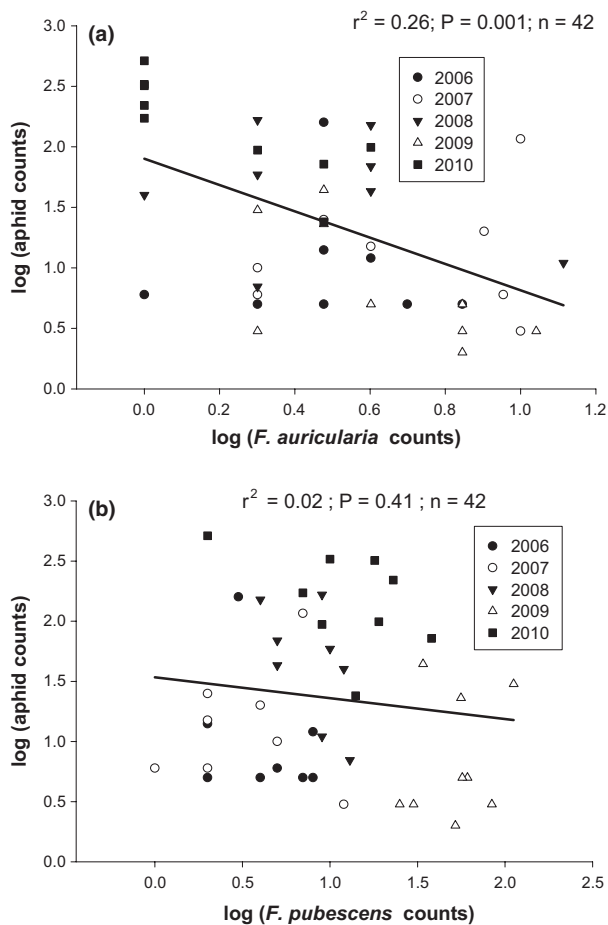 (a)
r² = 0.26; P = 0.001; n = 42
2006
2007
2008
2009
2010
log (aphid counts)
3.0
2.5
2.0
1.5
1.0
0.5
0.0
0.0 0.2 0.4 0.6 0.8 1.0 1.2
log (F. auricularia counts)
(b)
r² = 0.02 ; P = 0.41 ; n = 42
2006
2007
2008
2009
2010
log (aphid counts)
3.0
2.5
2.0
1.5
1.0
0.5
0.0
0.0 0.5 1.0 1.5 2.0 2.5
log (F. pubescens counts)